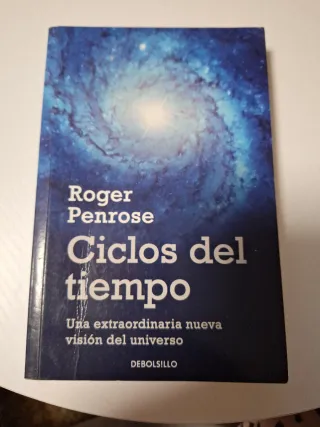 Roger
Penrose
Ciclos del
tiempo
Una extraordinaria nueva
visión del universo
DEBOLSILLO